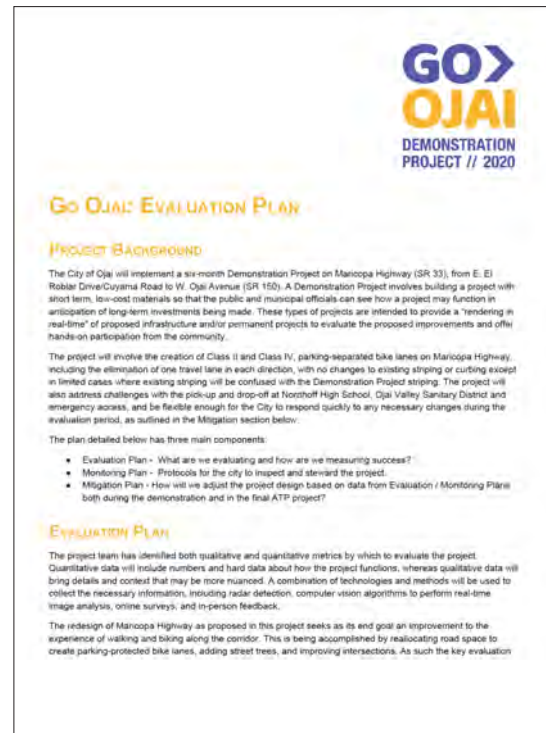 GO>
OJAI
DEMONSTRATION
PROJECT // 2020
GO OJAI: EVALUATION PLAN
PROJECT BACKGROUND
The City of Ojai will implement a six-month Demonstration Project on Maricopa Highway (SR 33), from E. El
Roblar Drive/Cuyama Road to W. Ojai Avenue (SR 150). A Demonstration Project involves building a project with
short term, low-cost materials so that the public and municipal officials can see how a project may function in
anticipation of long-term investments being made. These types of projects are intended to provide a "rendering in
real-time" of proposed infrastructure and/or permanent projects to evaluate the proposed improvements and offer
hands-on participation from the community.
The project will involve the creation of Class II and Class IV, parking-separated bike lanes on Maricopa Highway,
including the elimination of one travel lane in each direction, with no changes to existing striping or curbing except
in limited cases where existing striping will be confused with the Demonstration Project striping. The project will
also address challenges with the pick-up and drop-off at Nordhoff High School, Ojai Valley Sanitary District and
emergency access, and be flexible enough for the City to respond quickly to any necessary changes during the
evaluation period, as outlined in the Mitigation section below.
The plan detailed below has three main components:
• Evaluation Plan - What are we evaluating and how are we measuring success?
• Monitoring Plan - Protocols for the city to inspect and steward the project.
• Mitigation Plan - How will we adjust the project design based on data from Evaluation / Monitoring Plans
both during the demonstration and in the final ATP project?
EVALUATION PLAN
The project team has identified both qualitative and quantitative metrics by which to evaluate the project.
Quantitative data will include numbers and hard data about how the project functions, whereas qualitative data will
bring details and context that may be more nuanced. A combination of technologies and methods will be used to
collect the necessary information, including radar detection, computer vision algorithms to perform real-time
image analysis, online surveys, and in-person feedback.
The redesign of Maricopa Highway as proposed in this project seeks as its end goal an improvement to the
experience of walking and biking along the corridor. This is being accomplished by reallocating road space to
create parking-protected bike lanes, adding street trees, and improving intersections. As such the key evaluation